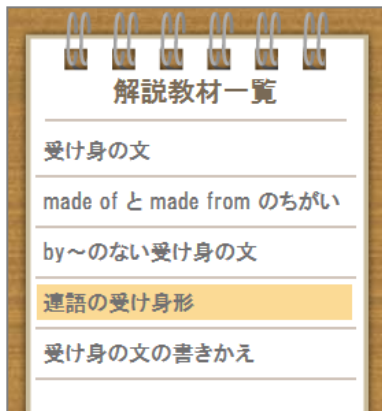 解説教材一覧
受け身の文
made of と made from のちがい
by～のない受け身の文
連語の受け身形
受け身の文の書きかえ